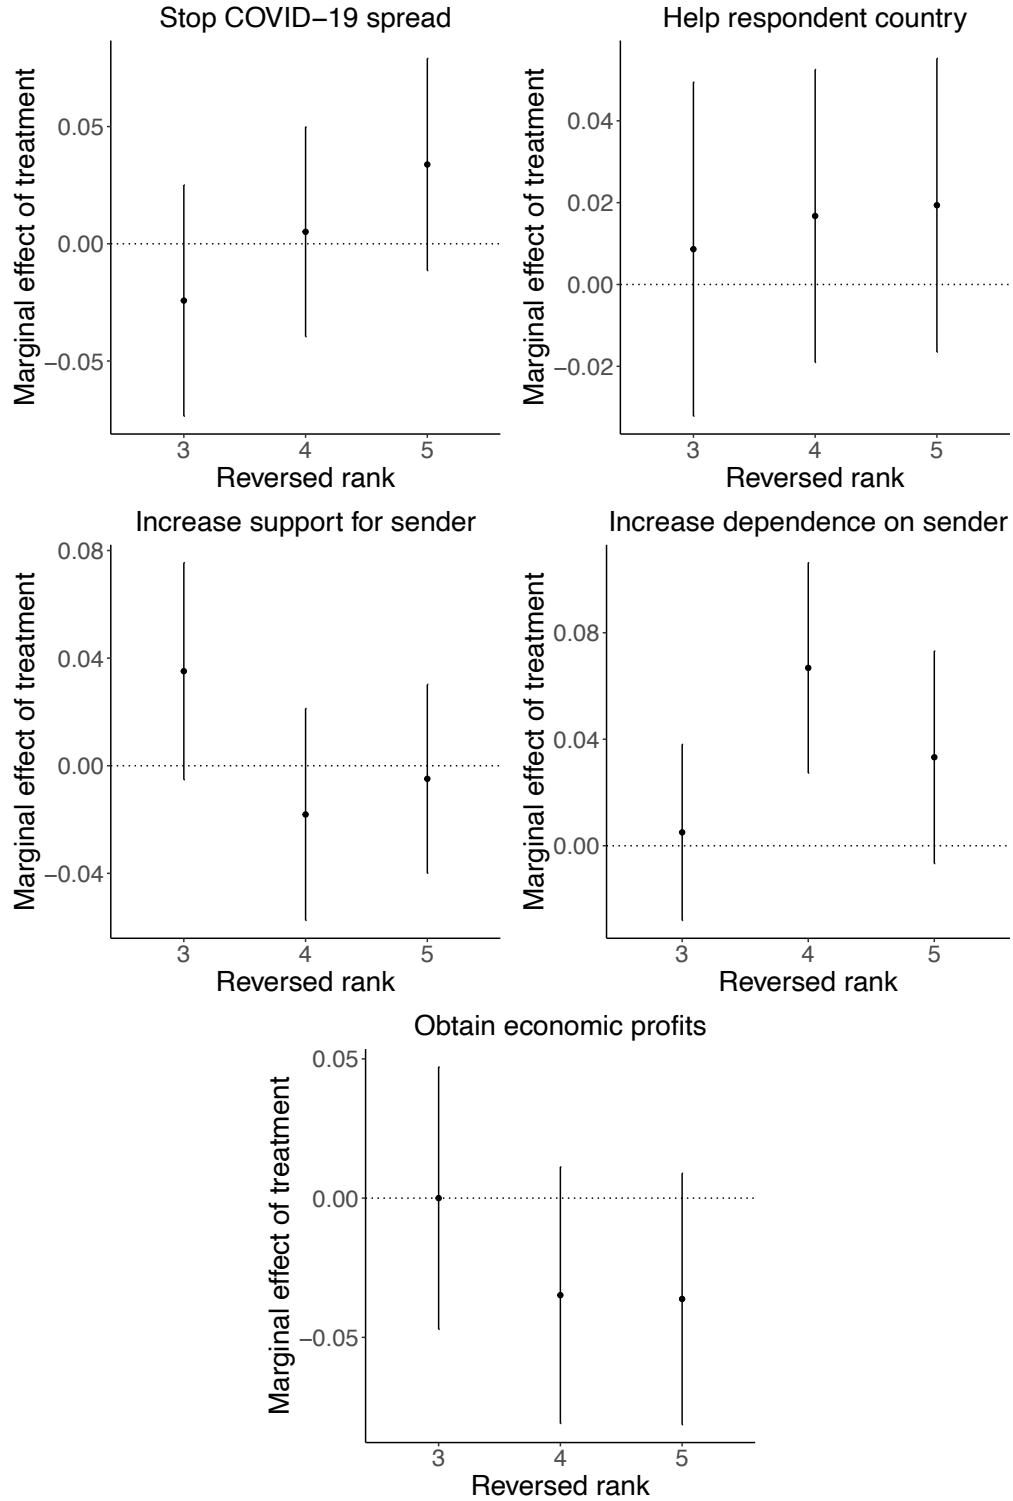 Stop COVID−19 spread
Marginal effect of treatment
0.05
0.00
−0.05
3 4 5
Reversed rank
Help respondent country
Marginal effect of treatment
0.04
0.02
0.00
−0.02
3 4 5
Reversed rank
Increase support for sender
Marginal effect of treatment
0.08
0.04
0.00
−0.04
3 4 5
Reversed rank
Increase dependence on sender
Marginal effect of treatment
0.08
0.04
0.00
3 4 5
Reversed rank
Obtain economic profits
Marginal effect of treatment
0.05
0.00
−0.05
3 4 5
Reversed rank